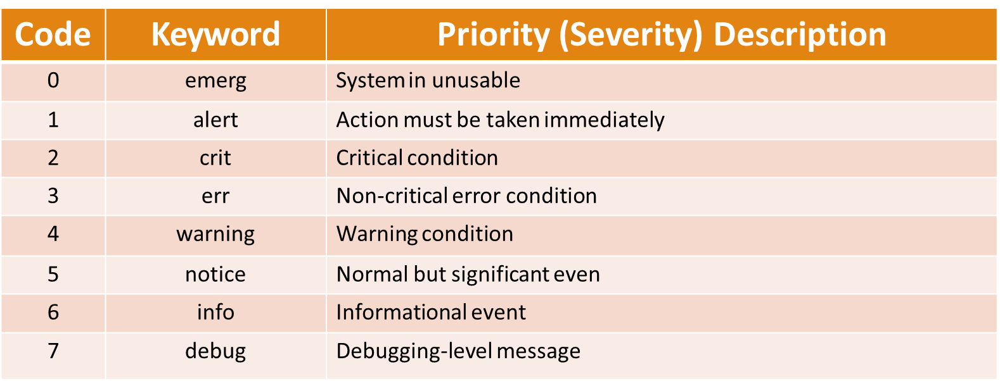 Code Keyword Priority (Severity) Description
0 emerg System in unusable
1 alert Action must be taken immediately
2 crit Critical condition
3 err Non-critical error condition
4 warning Warning condition
5 notice Normal but significant even
6 info Informational event
7 debug Debugging-level message